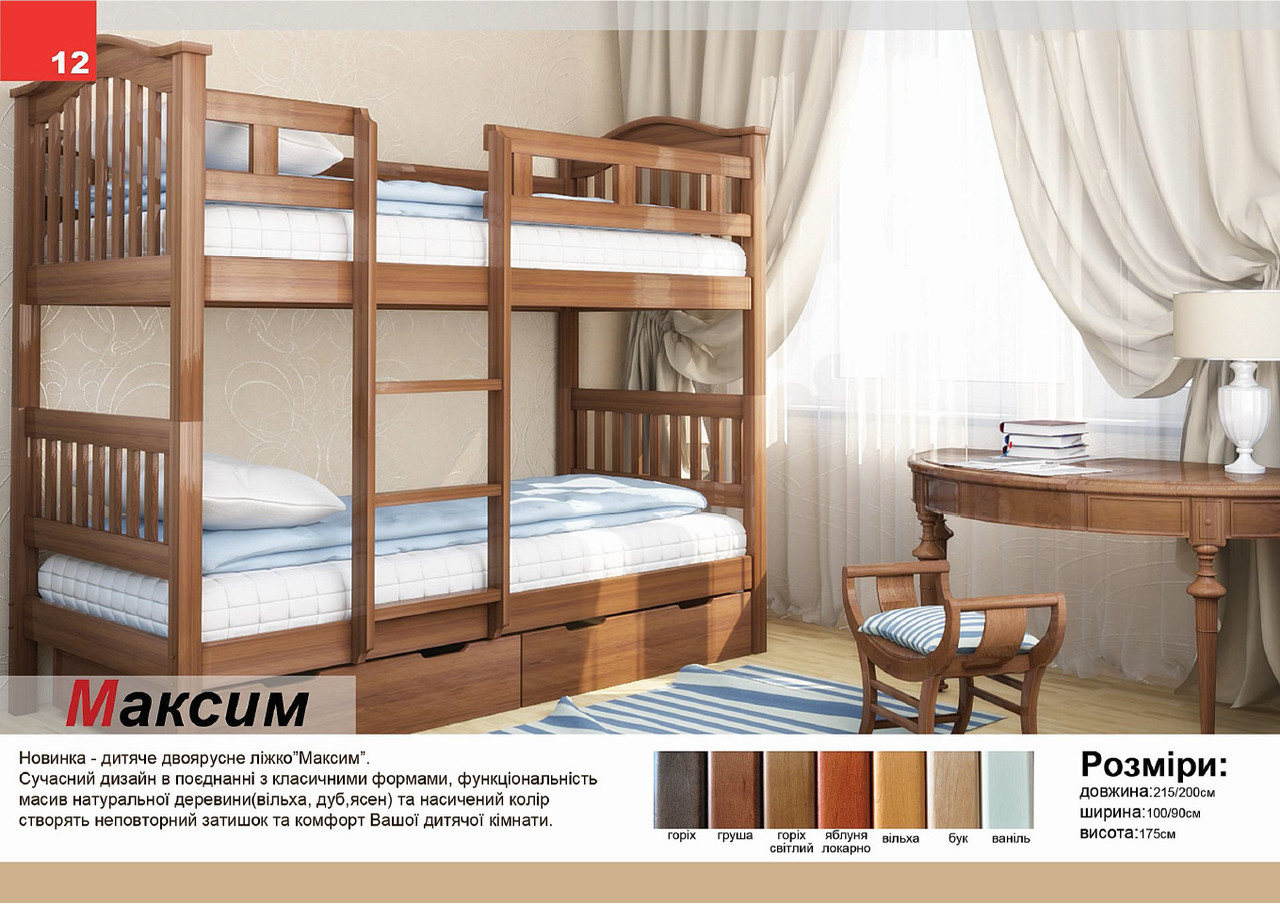 12
Максим
Новинка - дитяче двоярусне ліжко”Максим”.
Сучасний дизайн в поєднанні з класичними формами, функціональність
масив натуральної деревини(вільха, дуб,ясен) та насичений колір
створять неповторний затишок та комфорт Вашої дитячої кімнати.
горіх
груша
горіх
світлий
яблуня
локарно
вільха
бук
ваніль
Розміри:
довжина:215/200см
ширина:100/90см
висота:175см